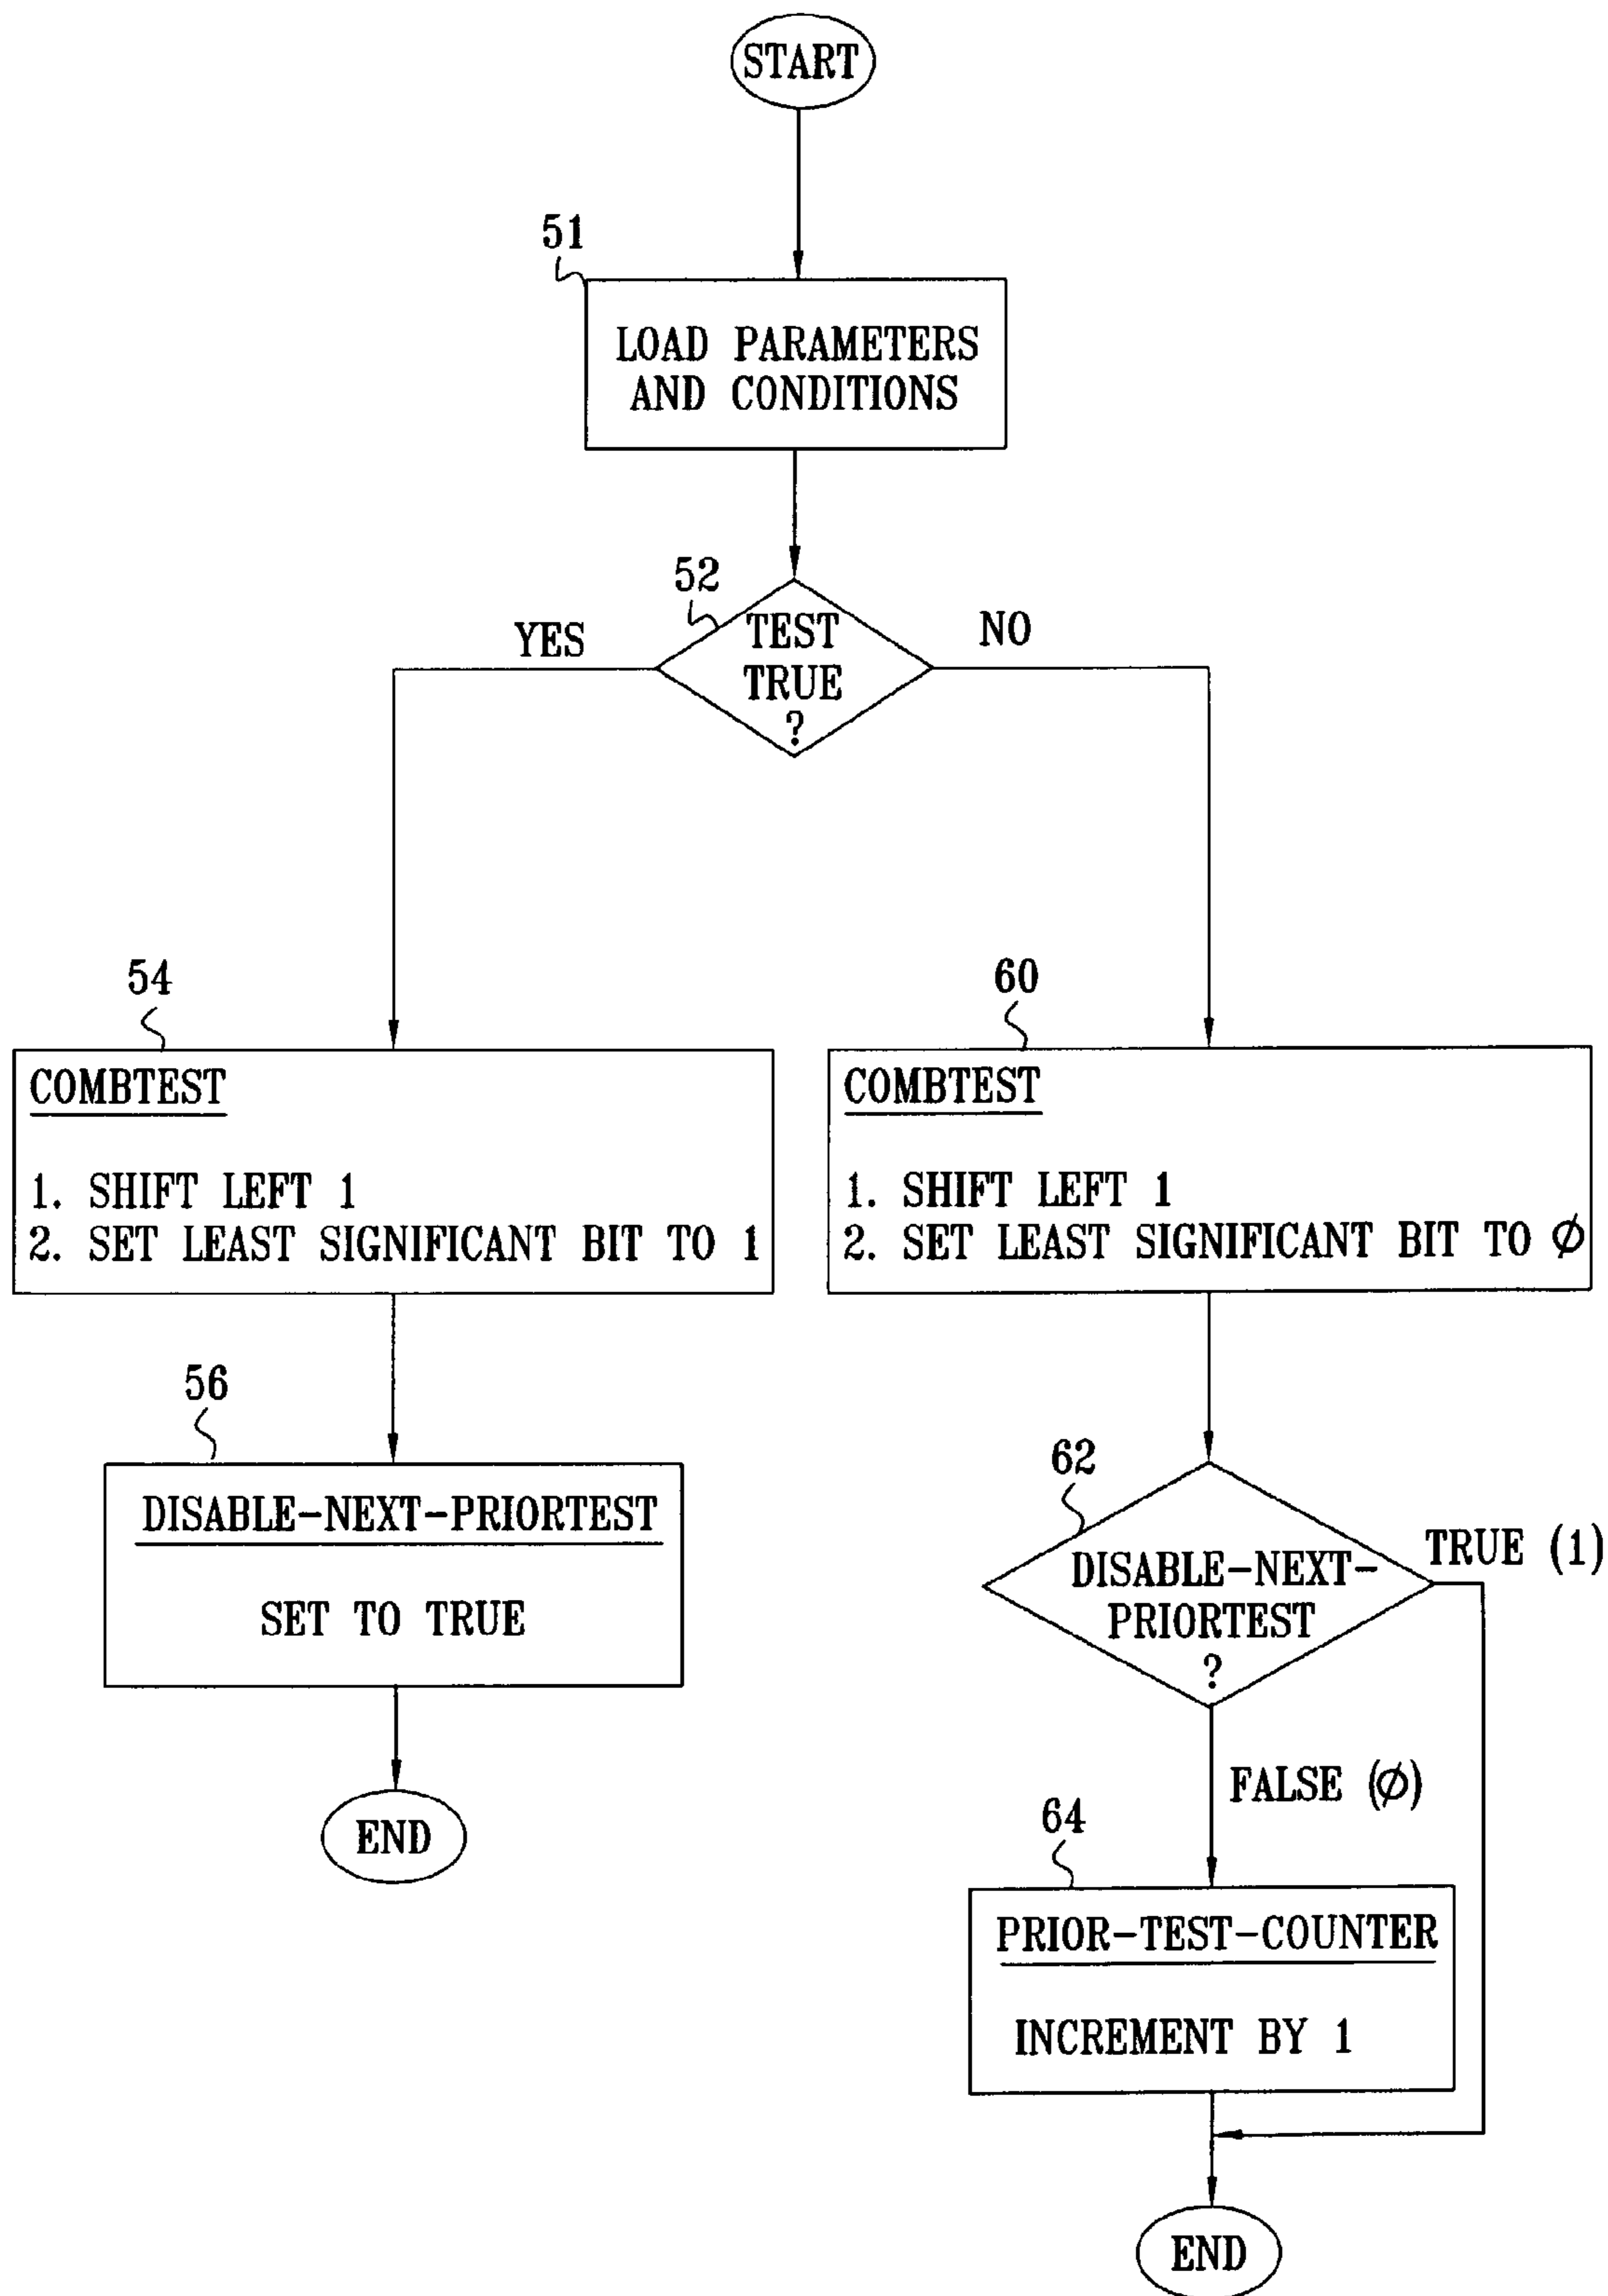 START
51
LOAD PARAMETERS
AND CONDITIONS
52
TEST
TRUE
?
YES
NO
54
COMBTEST
1. SHIFT LEFT 1
2. SET LEAST SIGNIFICANT BIT TO 1
60
COMBTEST
1. SHIFT LEFT 1
2. SET LEAST SIGNIFICANT BIT TO Ø
56
DISABLE-NEXT-PRIORTEST
SET TO TRUE
END
62
DISABLE-NEXT-
PRIORTEST
?
TRUE (1)
FALSE (Ø)
64
PRIOR-TEST-COUNTER
INCREMENT BY 1
END